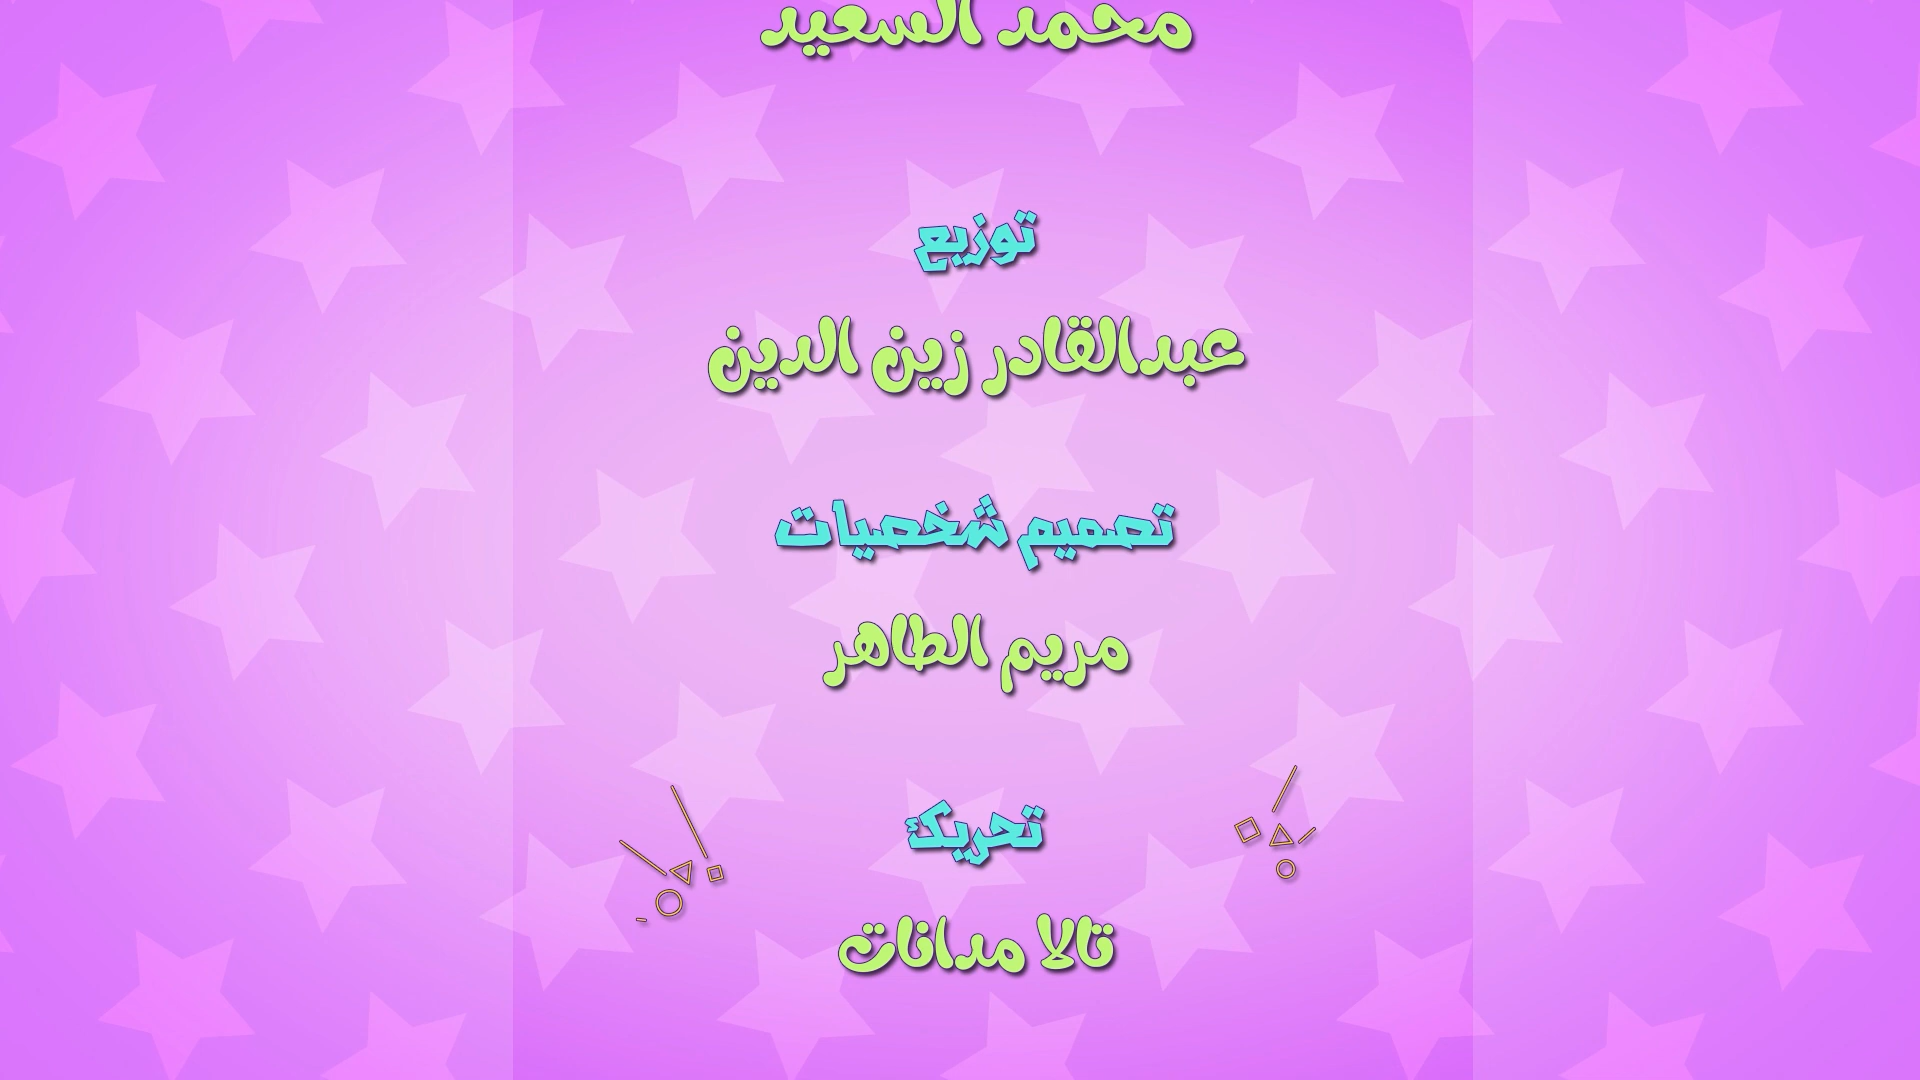 محمد السعيد
توزيع
عبدالقادر زين الدين
تصميم شخصيات
مريم الطاهر
تحريك
تالا مدانات